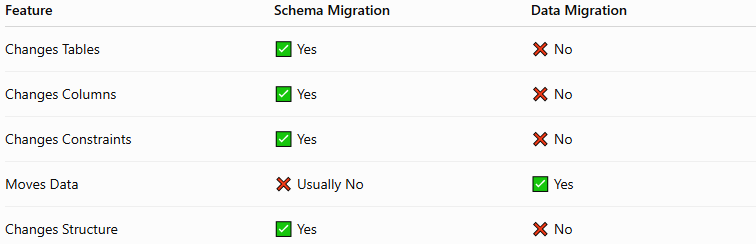 Feature Schema Migration Data Migration
Changes Tables ✅ Yes ❌ No
Changes Columns ✅ Yes ❌ No
Changes Constraints ✅ Yes ❌ No
Moves Data ❌ Usually No ✅ Yes
Changes Structure ✅ Yes ❌ No